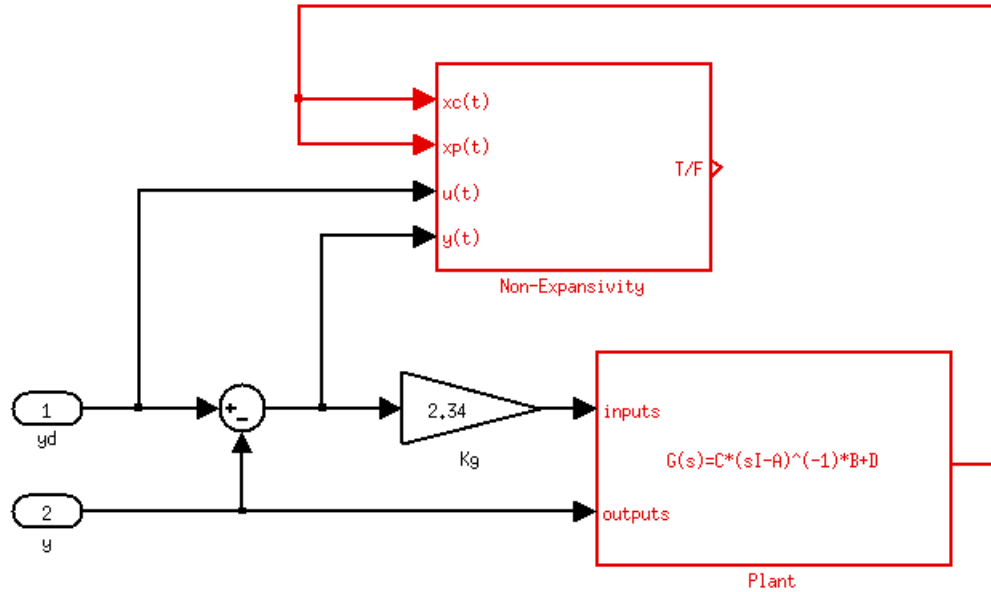 xc(t)
xp(t)
u(t)
y(t)
T/F
Non-Expansivity
1
yd
+
-
2.34
Kg
2
y
inputs
G(s)=C*(sI-A)^(-1)*B+D
outputs
Plant